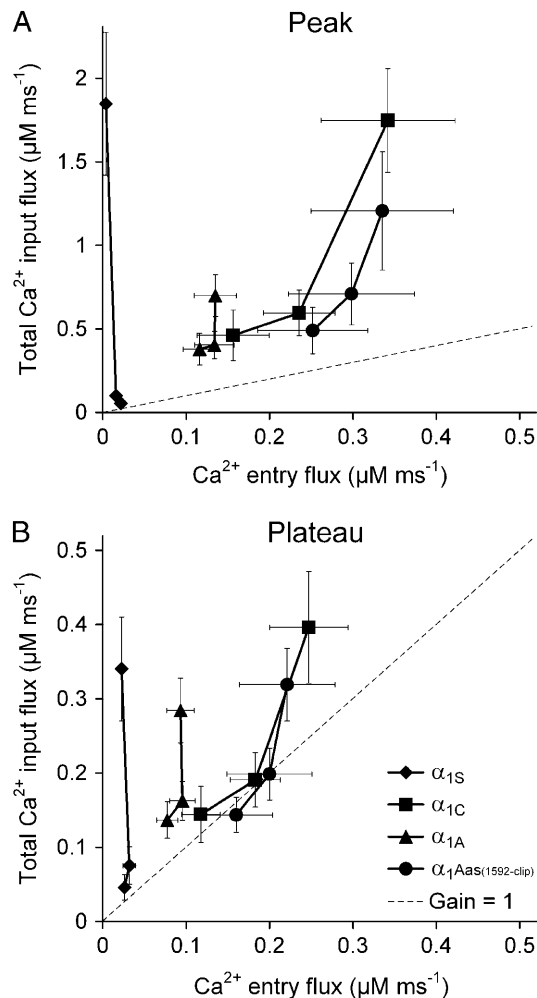 A
Peak
Total Ca²⁺ input flux (µM ms⁻¹)
2
1.5
1
0.5
0
0
0.1
0.2
0.3
0.4
0.5
Ca²⁺ entry flux (µM ms⁻¹)
B
Plateau
Total Ca²⁺ input flux (µM ms⁻¹)
0.5
0.4
0.3
0.2
0.1
0
0
0.1
0.2
0.3
0.4
0.5
Ca²⁺ entry flux (µM ms⁻¹)
α1S
α1C
α1A
α1Aas(1592-clip)
Gain = 1